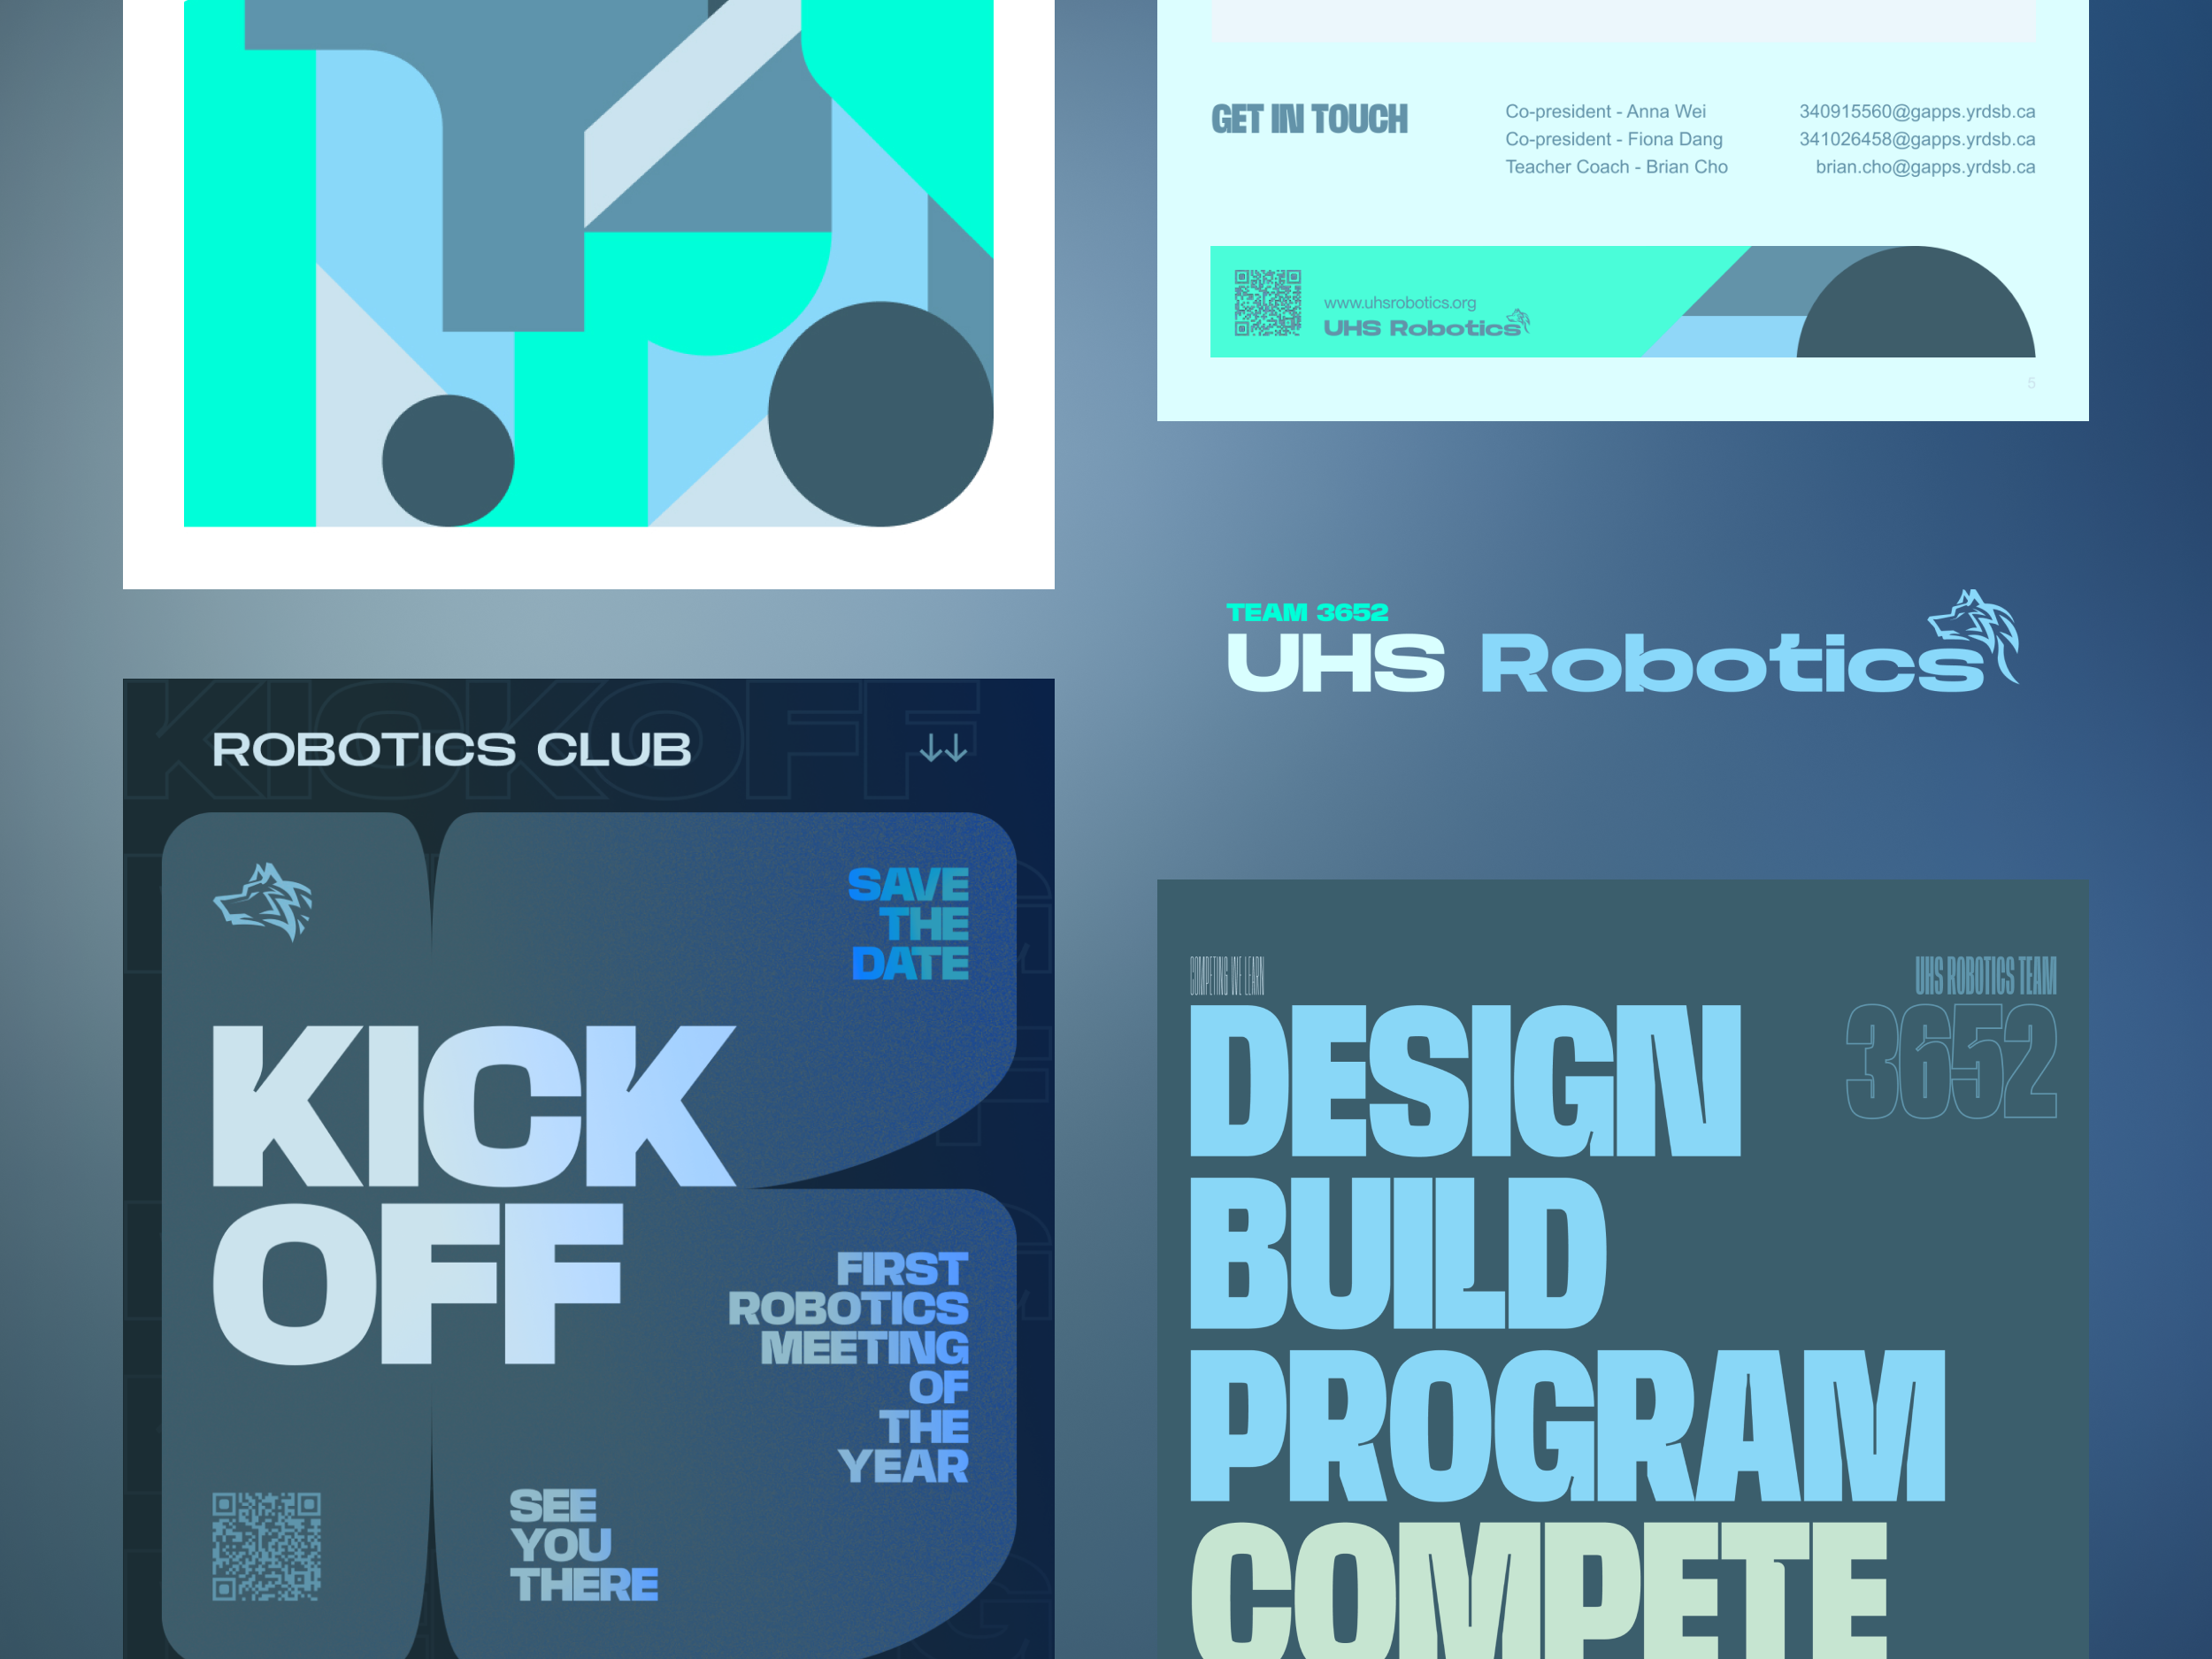 GET IN TOUCH
Co-president - Anna Wei 340915560@gapps.yrdsb.ca
Co-president - Fiona Dang 341026458@gapps.yrdsb.ca
Teacher Coach - Brian Cho brian.cho@gapps.yrdsb.ca
www.uhsrobotics.org
UHS Robotics
5
TEAM 3652
UHS Robotics
KICKOFF
ROBOTICS CLUB
SAVE
THE
DATE
KICK
OFF
FIRST
ROBOTICS
MEETING
OF
THE
YEAR
SEE
YOU
THERE
COMPETING WE LEARN
UHS ROBOTICS TEAM
3652
DESIGN
BUILD
PROGRAM
COMPETE